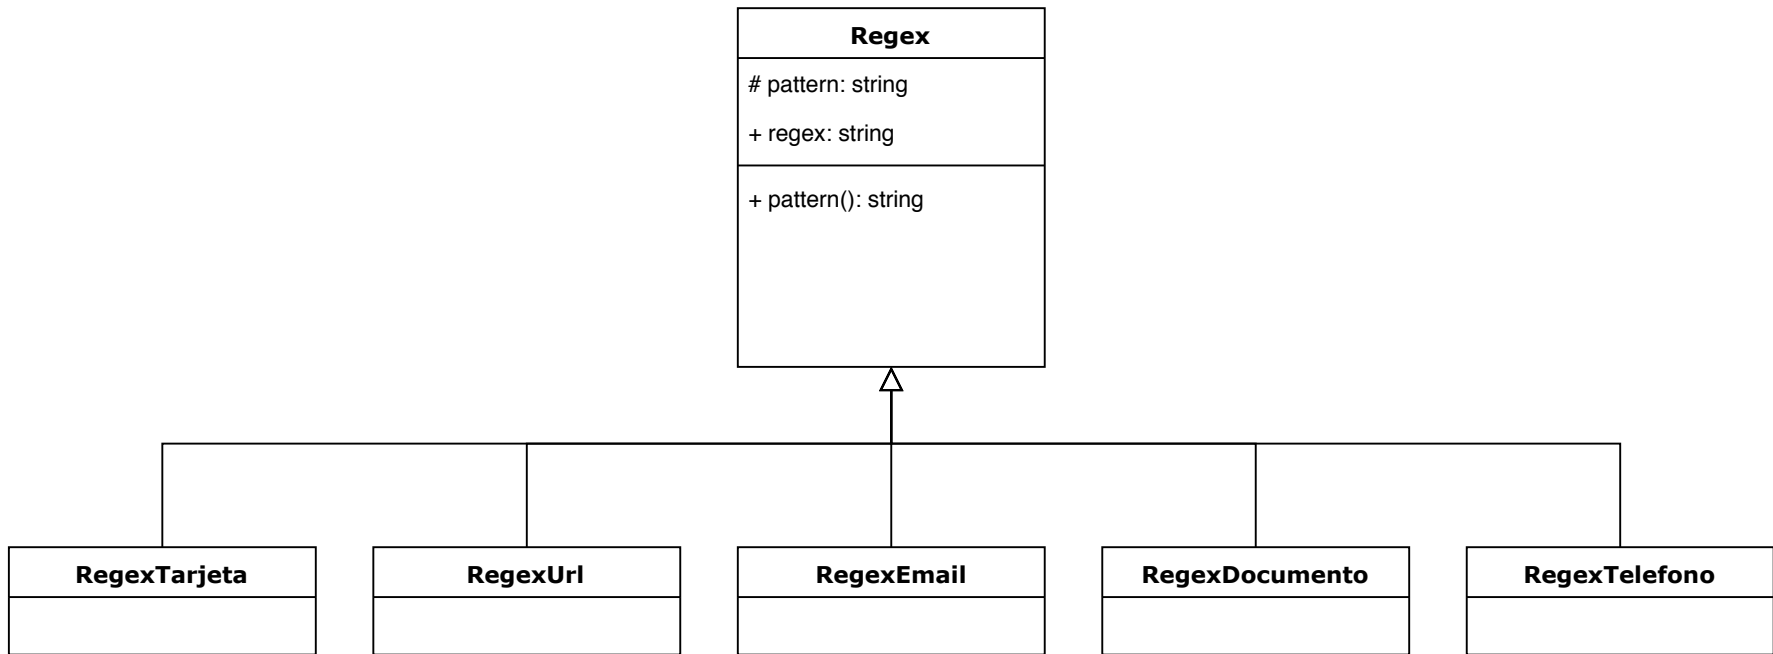 Regex
# pattern: string
+ regex: string
+ pattern(): string
RegexTarjeta
RegexUrl
RegexEmail
RegexDocumento
RegexTelefono